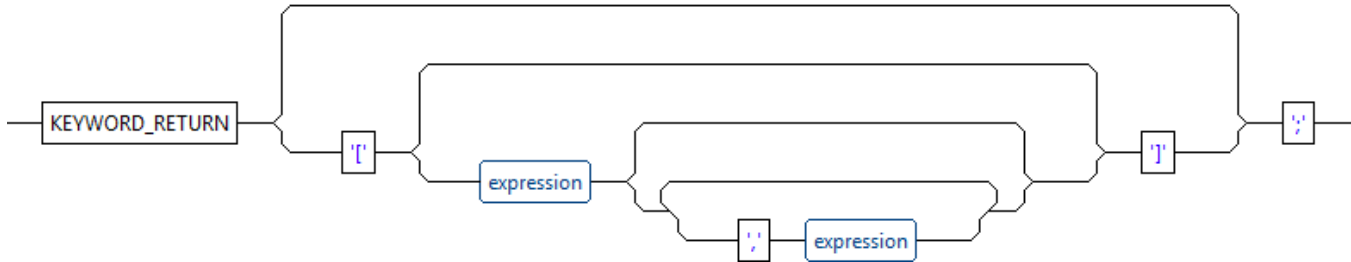 KEYWORD_RETURN
'['
expression
','
expression
']'
';'